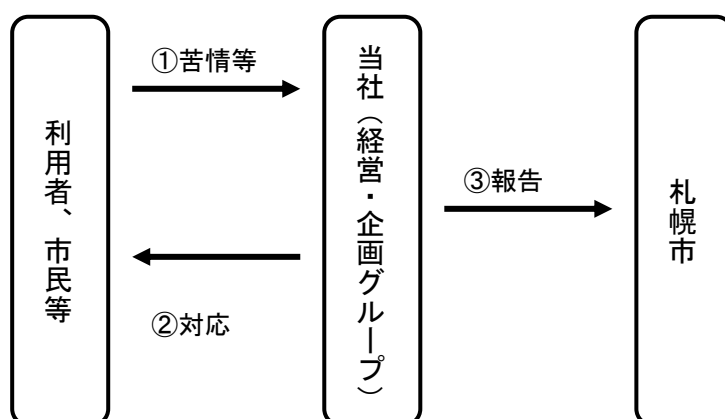 利用者、市民等
①苦情等
②対応
当社（経営・企画グループ）
③報告
札幌市